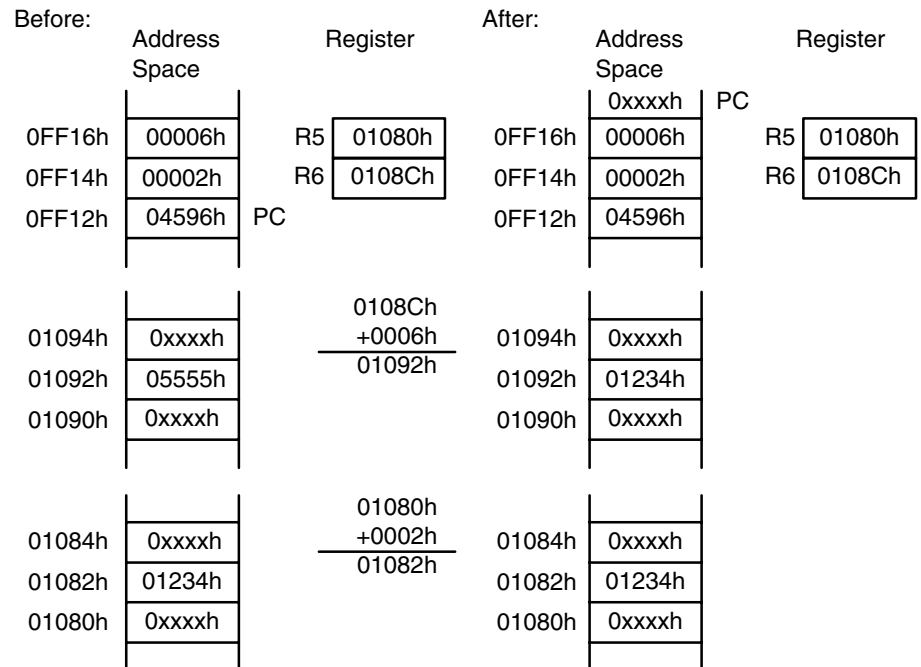 Before:
Address Space
Register
0FF16h 00006h
0FF14h 00002h
0FF12h 04596h PC
R5 01080h
R6 0108Ch
01094h 0xxxxh
01092h 05555h
01090h 0xxxxh
0108Ch
+0006h
01092h
01084h 0xxxxh
01082h 01234h
01080h 0xxxxh
01080h
+0002h
01082h
After:
Address Space
Register
0xxxxh PC
0FF16h 00006h
0FF14h 00002h
0FF12h 04596h
R5 01080h
R6 0108Ch
01094h 0xxxxh
01092h 01234h
01090h 0xxxxh
01084h 0xxxxh
01082h 01234h
01080h 0xxxxh